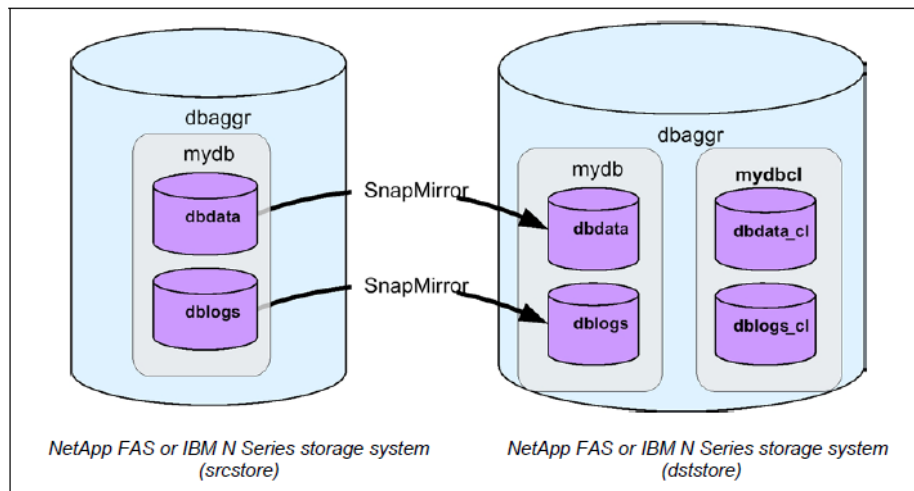 dbaggr
mydb
dbdata
dblogs
SnapMirror
SnapMirror
dbaggr
mydb
dbdata
dblogs
mydbcl
dbdata_cl
dblogs_cl
NetApp FAS or IBM N Series storage system
(srcstore)
NetApp FAS or IBM N Series storage system
(dststore)